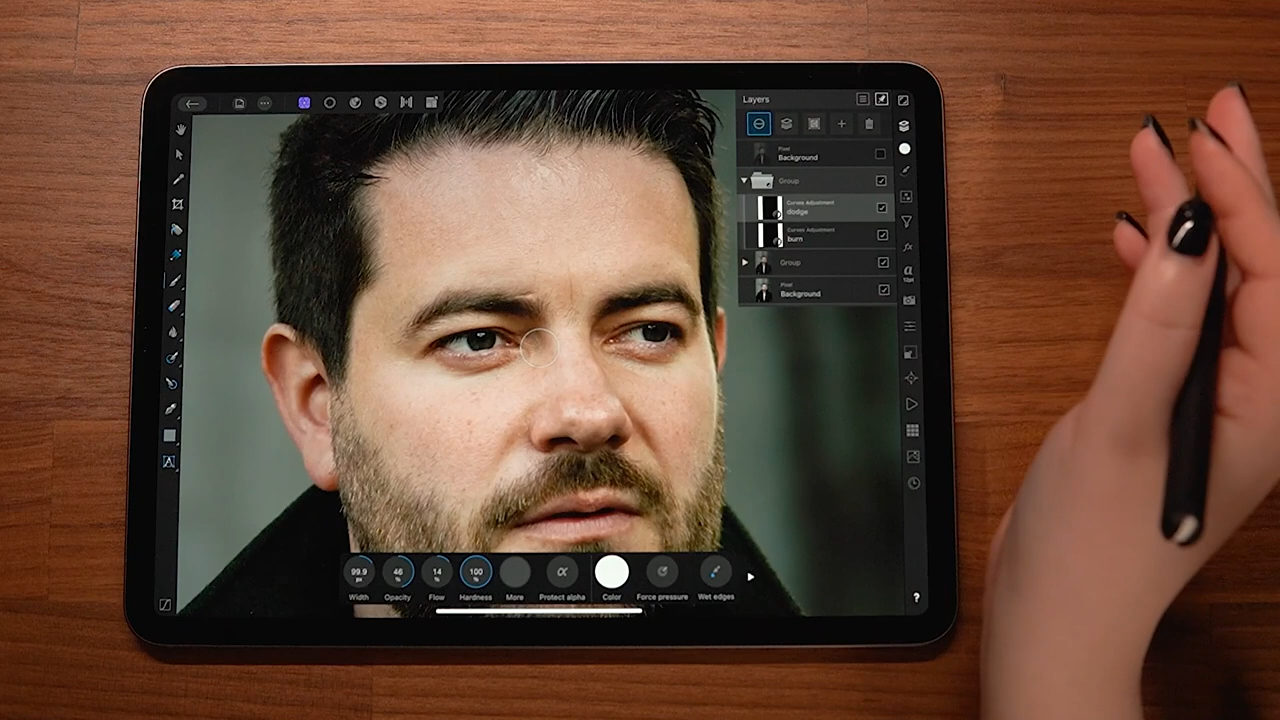 Layers
Pixel
Background
Group
Curves Adjustment
dodge
Curves Adjustment
burn
Group
Pixel
Background
A
?
99.9
px
46
%
14
%
100
%
α
Width
Opacity
Flow
Hardness
More
Protect alpha
Color
Force pressure
Wet edges